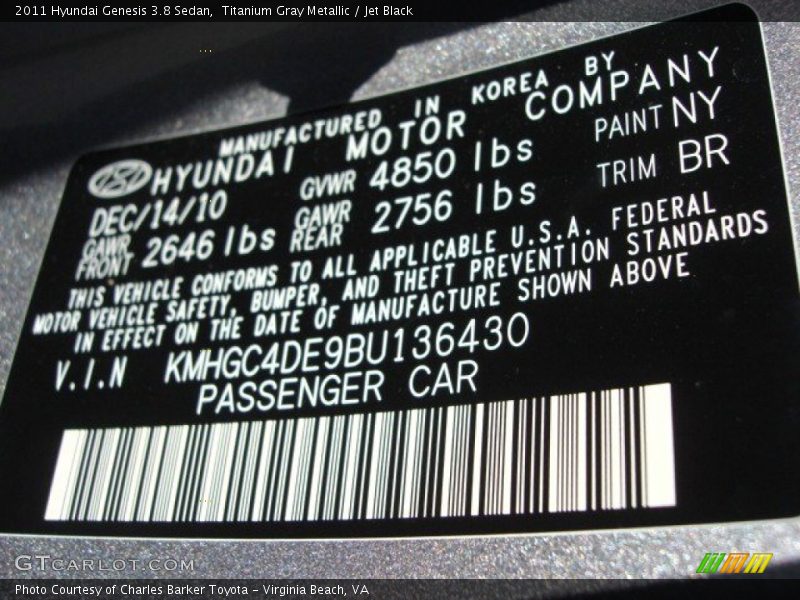 2011 Hyundai Genesis 3.8 Sedan, Titanium Gray Metallic / Jet Black
MANUFACTURED IN KOREA BY
HYUNDAI MOTOR COMPANY
DEC/14/10 GVWR 4850 lbs PAINT NY
GAWR FRONT 2646 lbs GAWR REAR 2756 lbs TRIM BR
THIS VEHICLE CONFORMS TO ALL APPLICABLE U.S.A. FEDERAL
MOTOR VEHICLE SAFETY, BUMPER, AND THEFT PREVENTION STANDARDS
IN EFFECT ON THE DATE OF MANUFACTURE SHOWN ABOVE
V.I.N KMHGC4DE9BU136430
PASSENGER CAR
GTCARLOT.COM
Photo Courtesy of Charles Barker Toyota - Virginia Beach, VA